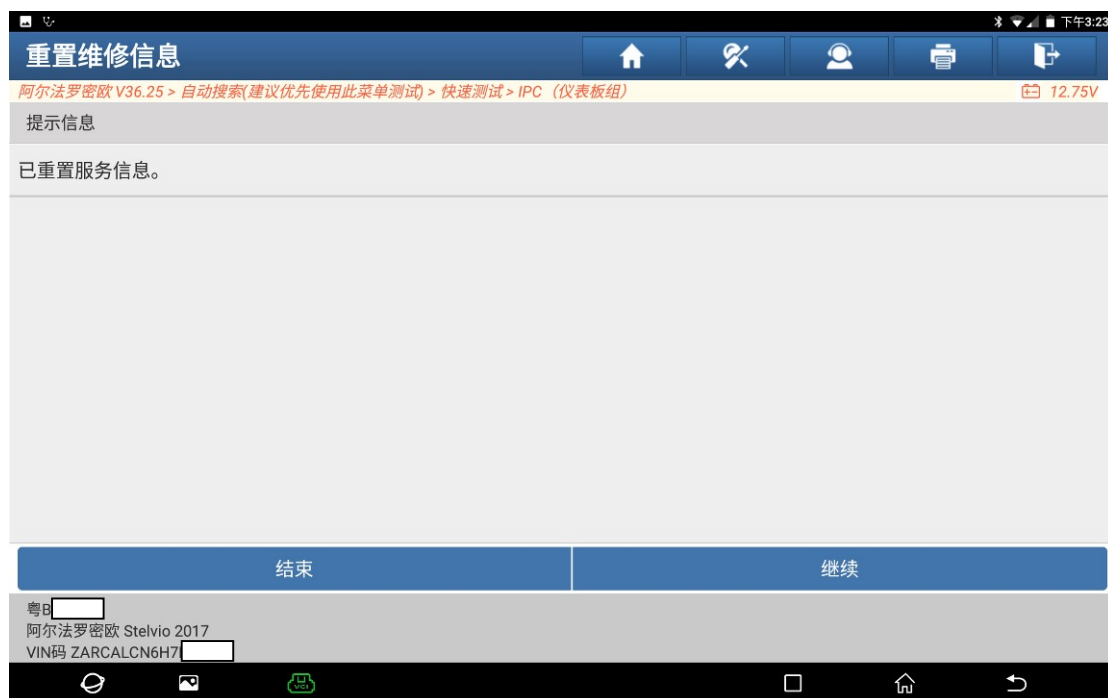 下午3:23
重置维修信息
阿尔法罗密欧 V36.25 > 自动搜索(建议优先使用此菜单测试) > 快速测试 > IPC（仪表板组） 12.75V
提示信息
已重置服务信息。
结束 继续
粤B
阿尔法罗密欧 Stelvio 2017
VIN码 ZARCALCN6H7
VCI